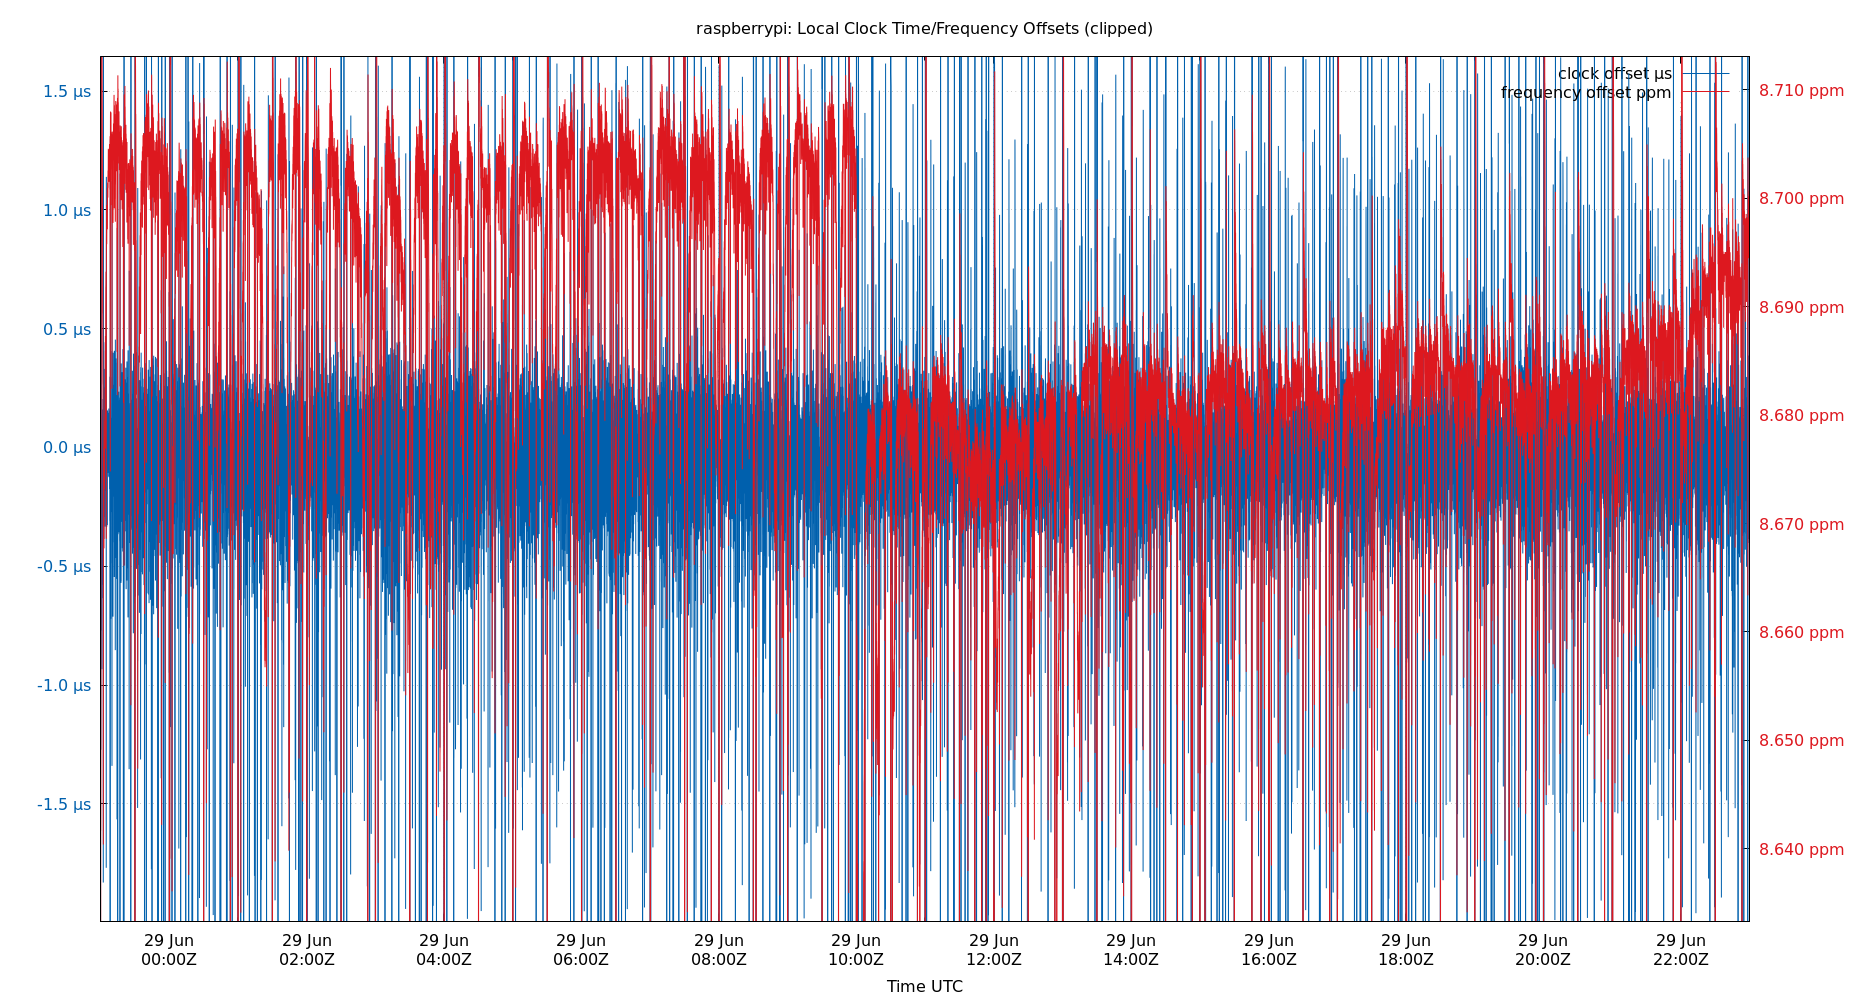 raspberrypi: Local Clock Time/Frequency Offsets (clipped)
clock offset µs
frequency offset ppm
1.5 µs
1.0 µs
0.5 µs
0.0 µs
-0.5 µs
-1.0 µs
-1.5 µs
8.710 ppm
8.700 ppm
8.690 ppm
8.680 ppm
8.670 ppm
8.660 ppm
8.650 ppm
8.640 ppm
29 Jun 29 Jun 29 Jun 29 Jun 29 Jun 29 Jun 29 Jun 29 Jun 29 Jun 29 Jun 29 Jun 29 Jun
00:00Z 02:00Z 04:00Z 06:00Z 08:00Z 10:00Z 12:00Z 14:00Z 16:00Z 18:00Z 20:00Z 22:00Z
Time UTC